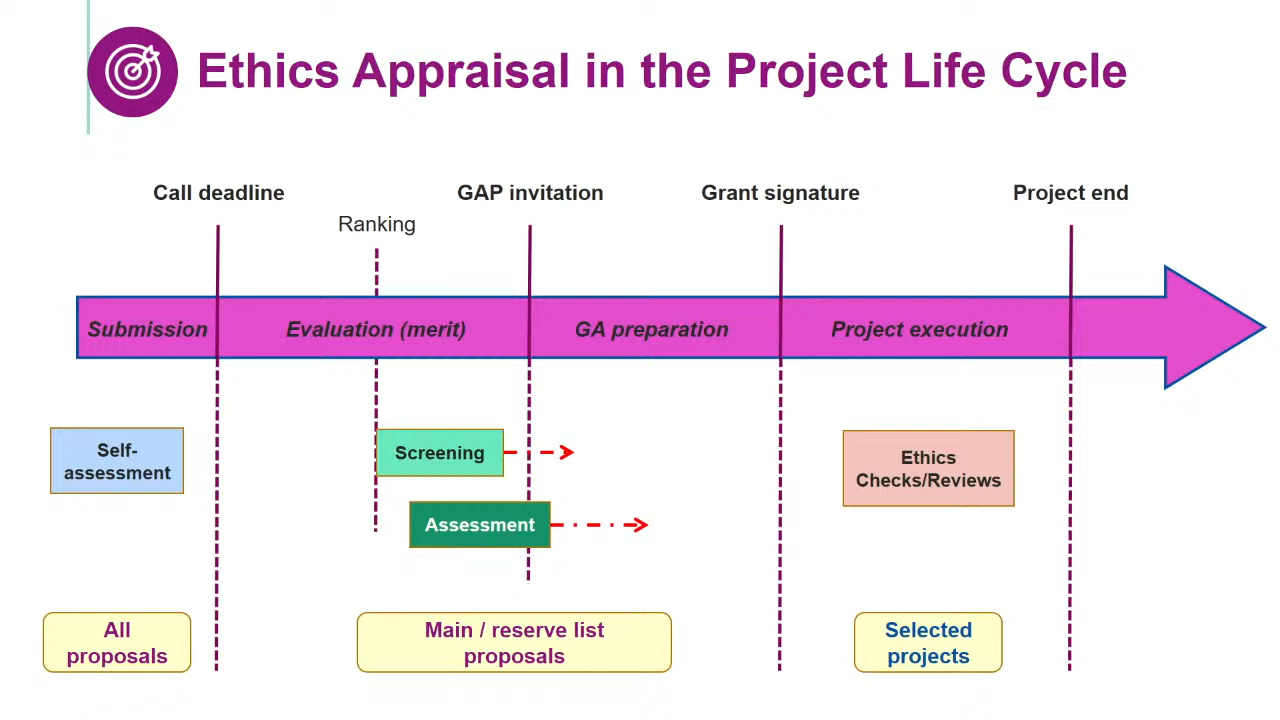 Ethics Appraisal in the Project Life Cycle
Call deadline
GAP invitation
Grant signature
Project end
Ranking
Submission
Evaluation (merit)
GA preparation
Project execution
Self-
assessment
Screening
Assessment
Ethics
Checks/Reviews
All
proposals
Main / reserve list
proposals
Selected
projects